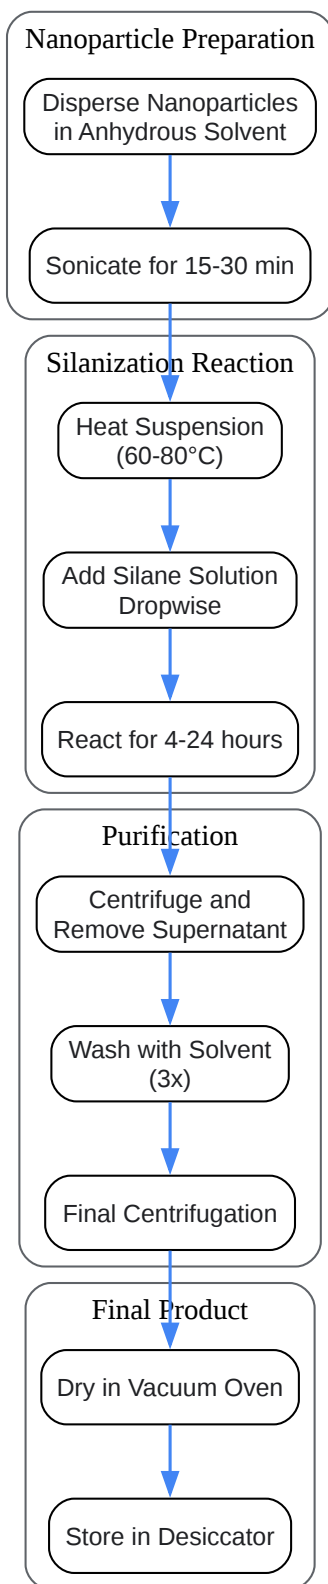 Nanoparticle Preparation
Disperse Nanoparticles
in Anhydrous Solvent
Sonicate for 15-30 min
Silanization Reaction
Heat Suspension
(60-80°C)
Add Silane Solution
Dropwise
React for 4-24 hours
Purification
Centrifuge and
Remove Supernatant
Wash with Solvent
(3x)
Final Centrifugation
Final Product
Dry in Vacuum Oven
Store in Desiccator